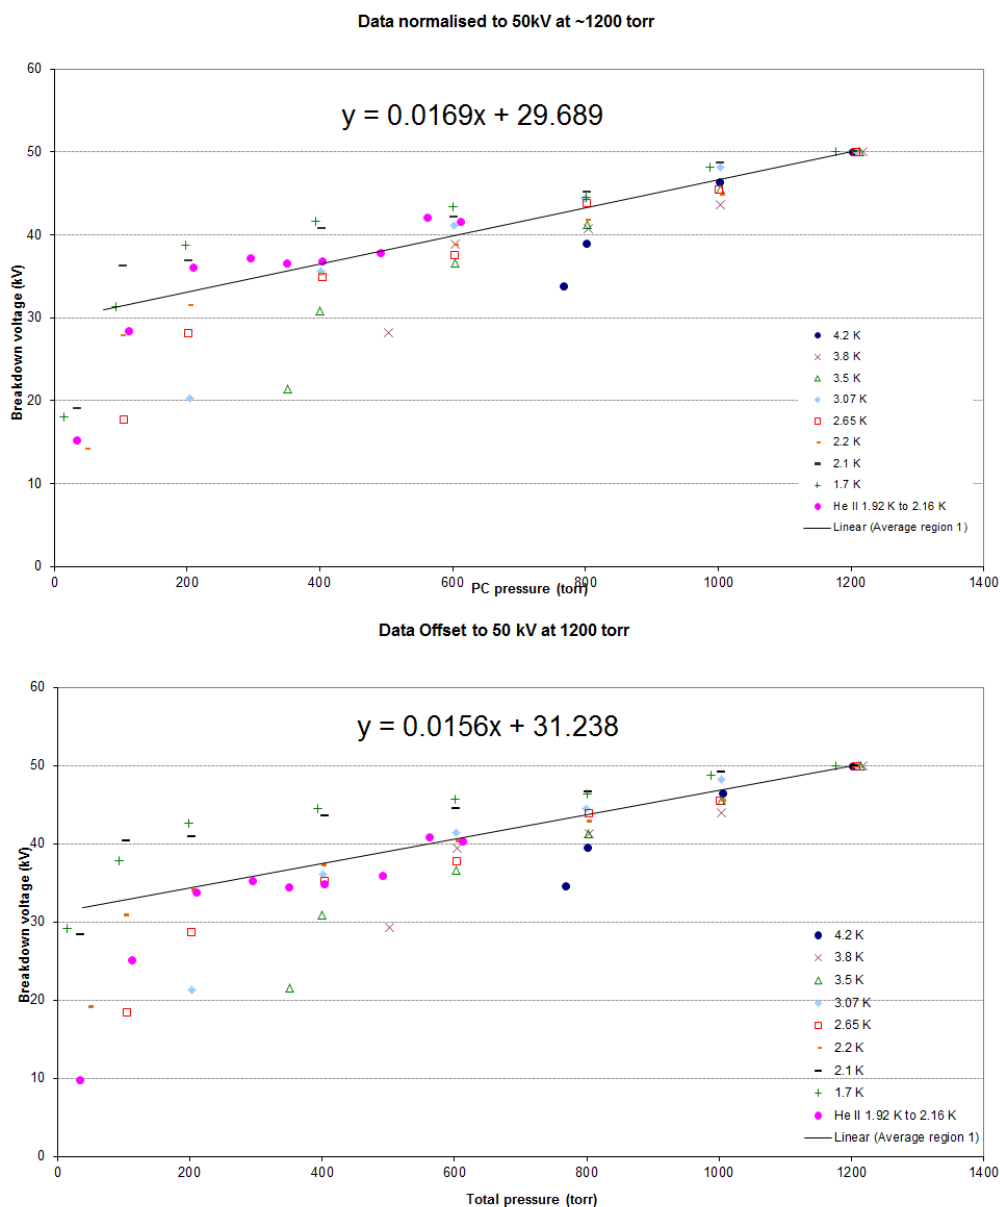 Data normalised to 50kV at ~1200 torr
60
50
40
30
20
10
0
Breakdown voltage (kV)
y = 0.0169x + 29.689
4.2 K
3.8 K
3.5 K
3.07 K
2.65 K
2.2 K
2.1 K
1.7 K
He II 1.92 K to 2.16 K
Linear (Average region 1)
0 200 400 600 800 1000 1200 1400
PC pressure (torr)
Data Offset to 50 kV at 1200 torr
60
50
40
30
20
10
0
Breakdown voltage (kV)
y = 0.0156x + 31.238
4.2 K
3.8 K
3.5 K
3.07 K
2.65 K
2.2 K
2.1 K
1.7 K
He II 1.92 K to 2.16 K
Linear (Average region 1)
0 200 400 600 800 1000 1200 1400
Total pressure (torr)